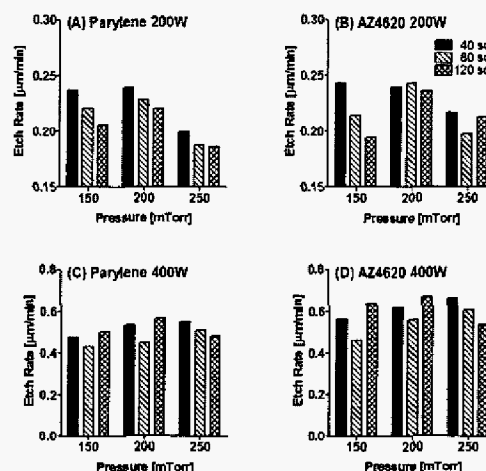 (A) Parylene 200W
Etch Rate [μm/min]
0.30
0.25
0.20
0.15
150
200
250
Pressure [mTorr]
(B) AZ4620 200W
40 sc
60 sc
120 sc
Etch Rate [μm/min]
0.30
0.25
0.20
0.15
150
200
250
Pressure [mTorr]
(C) Parylene 400W
Etch Rate [μm/min]
0.8
0.6
0.4
0.2
0.0
150
200
250
Pressure [mTorr]
(D) AZ4620 400W
Etch Rate [μm/min]
0.8
0.6
0.4
0.2
0.0
150
200
250
Pressure [mTorr]